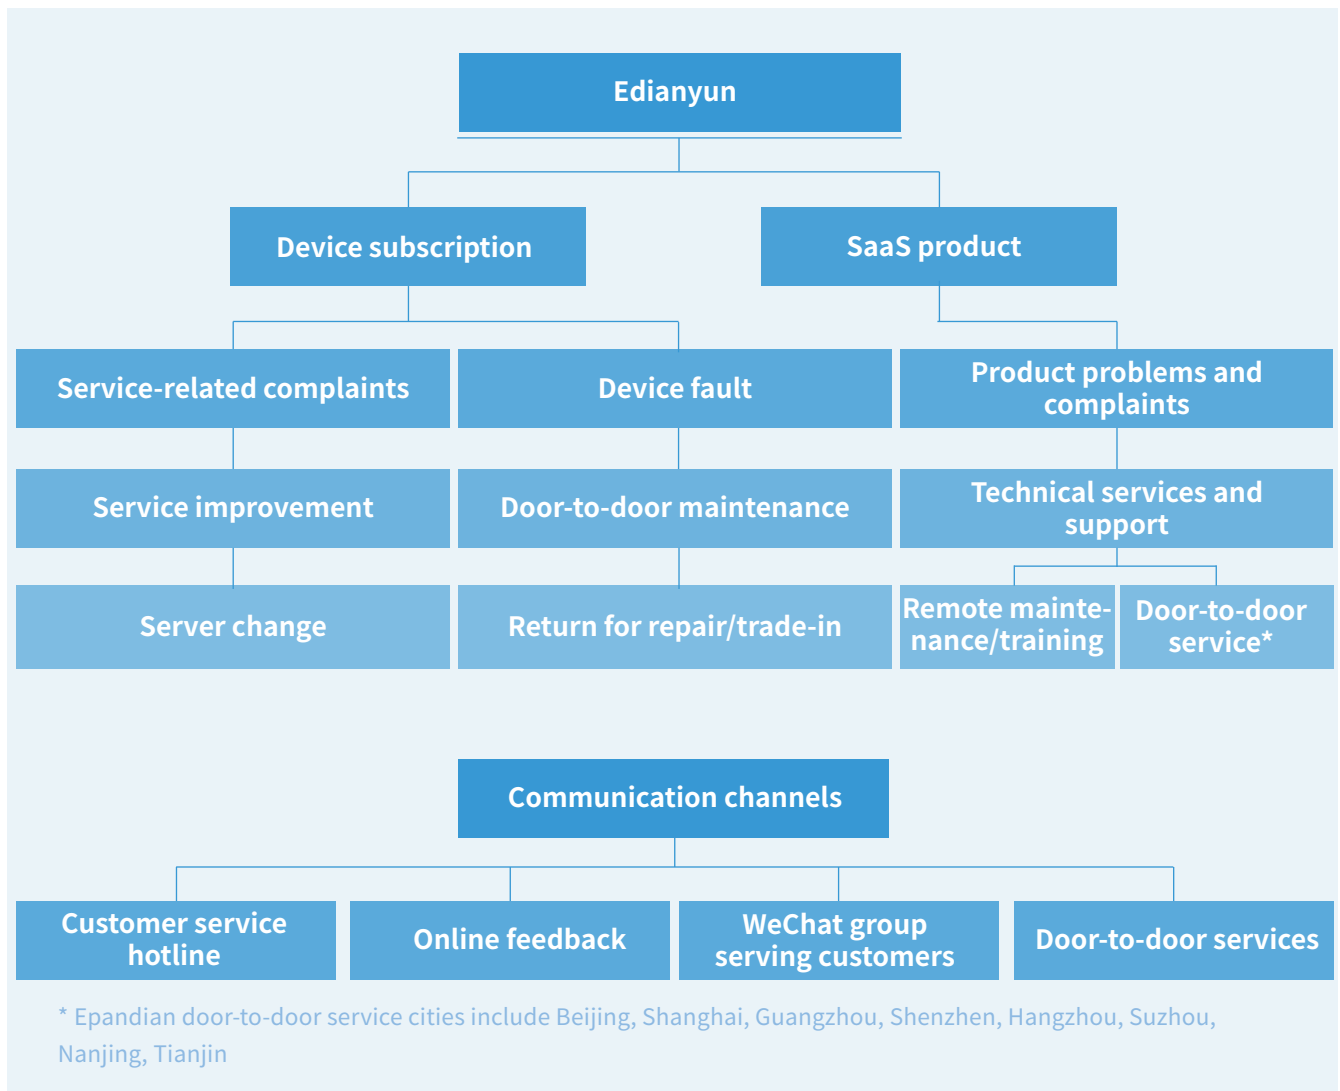 Edianyun
Device subscription
SaaS product
Service-related complaints
Device fault
Product problems and
complaints
Service improvement
Door-to-door maintenance
Technical services and
support
Server change
Return for repair/trade-in
Remote mainte-
nance/training
Door-to-door
service*
Communication channels
Customer service
hotline
Online feedback
WeChat group
serving customers
Door-to-door services
* Epandian door-to-door service cities include Beijing, Shanghai, Guangzhou, Shenzhen, Hangzhou, Suzhou,
Nanjing, Tianjin